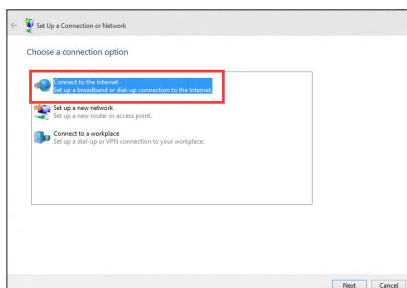 Set Up a Connection or Network
Choose a connection option
Connect to the Internet
Set up a broadband or dial-up connection to the Internet.
Set up a new network
Set up a new router or access point.
Connect to a workplace
Set up a dial-up or VPN connection to your workplace.
Next Cancel